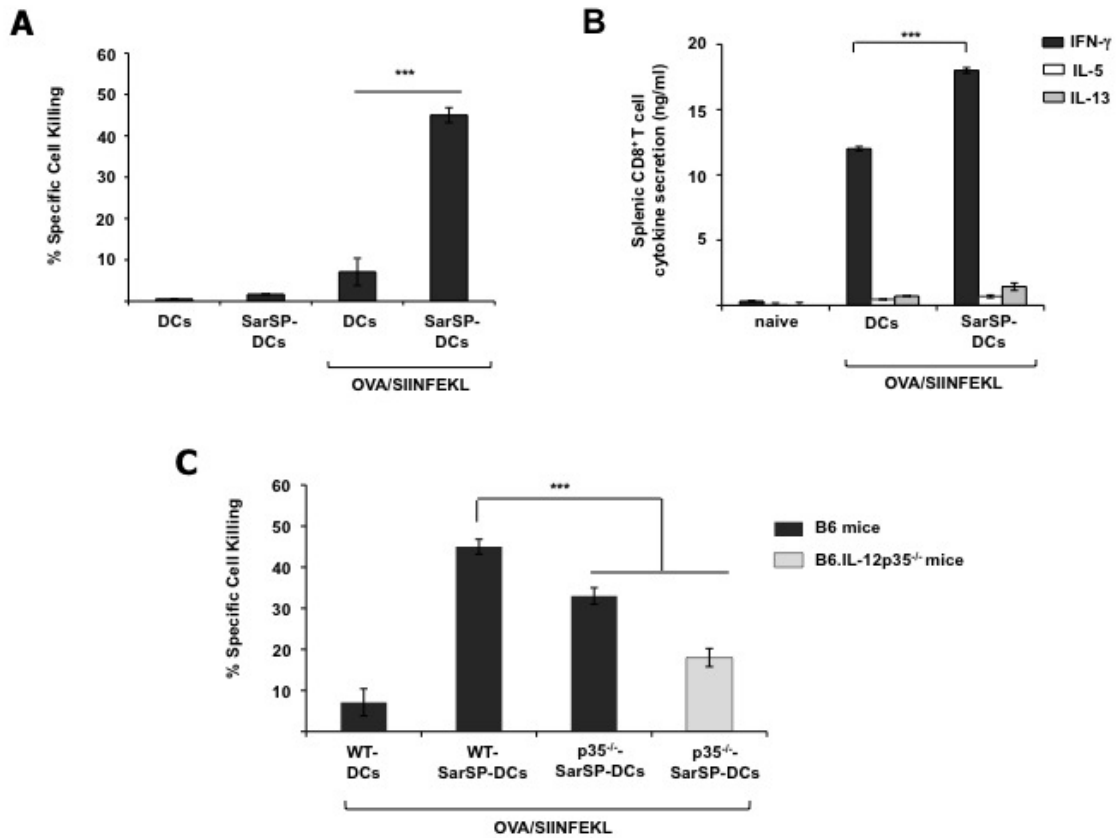 A
% Specific Cell Killing
60
50
40
30
20
10
***
DCs
SarSP-
DCs
DCs
SarSP-
DCs
OVA/SIINFEKL
B
Splenic CD8⁺ T cell
cytokine secretion (ng/ml)
20
15
10
5
***
IFN-γ
IL-5
IL-13
naive
DCs
SarSP-
DCs
OVA/SIINFEKL
C
% Specific Cell Killing
60
50
40
30
20
10
***
B6 mice
B6.IL-12p35⁻/⁻ mice
WT-
DCs
WT-
SarSP-DCs
p35⁻/⁻-
SarSP-DCs
p35⁻/⁻-
SarSP-DCs
OVA/SIINFEKL